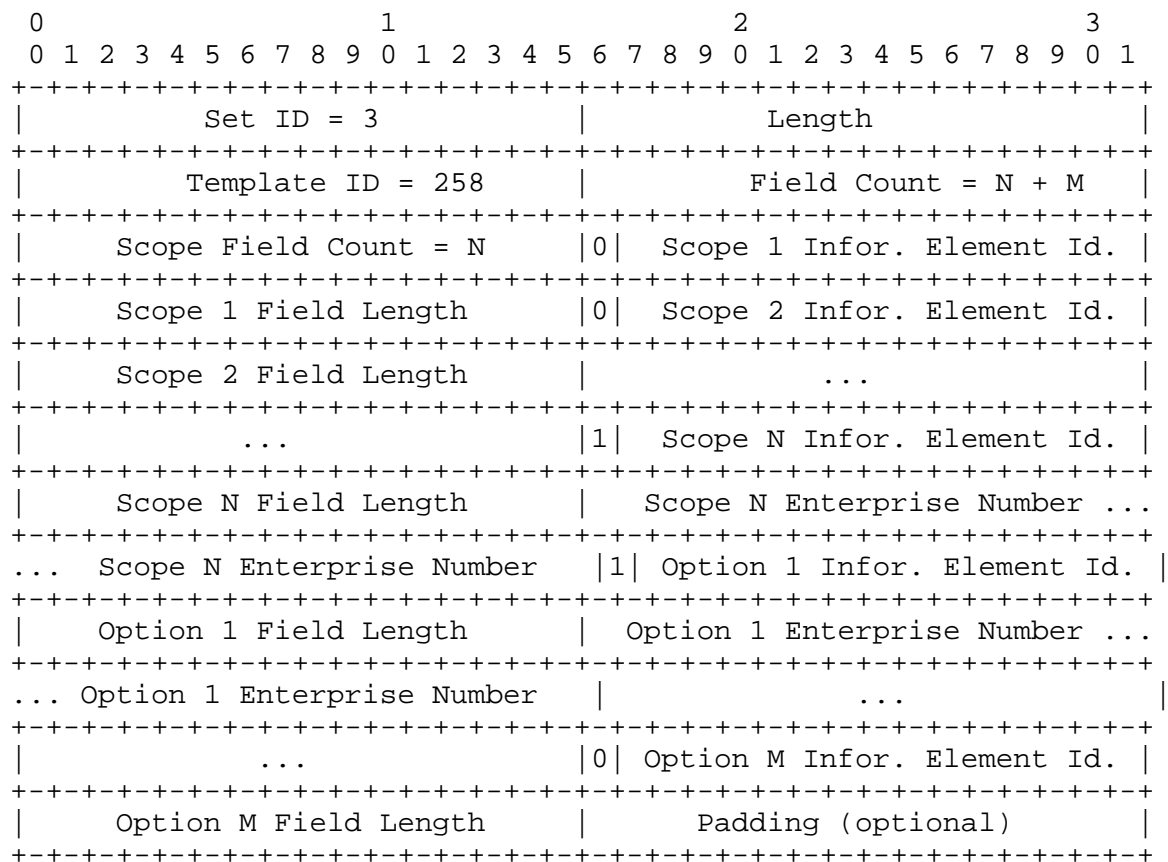 0                   1                   2                   3
 0 1 2 3 4 5 6 7 8 9 0 1 2 3 4 5 6 7 8 9 0 1 2 3 4 5 6 7 8 9 0 1
+-+-+-+-+-+-+-+-+-+-+-+-+-+-+-+-+-+-+-+-+-+-+-+-+-+-+-+-+-+-+-+-+
|          Set ID = 3           |          Length               |
+-+-+-+-+-+-+-+-+-+-+-+-+-+-+-+-+-+-+-+-+-+-+-+-+-+-+-+-+-+-+-+-+
|         Template ID = 258     |         Field Count = N + M   |
+-+-+-+-+-+-+-+-+-+-+-+-+-+-+-+-+-+-+-+-+-+-+-+-+-+-+-+-+-+-+-+-+
|     Scope Field Count = N     |0|  Scope 1 Infor. Element Id. |
+-+-+-+-+-+-+-+-+-+-+-+-+-+-+-+-+-+-+-+-+-+-+-+-+-+-+-+-+-+-+-+-+
|     Scope 1 Field Length      |0|  Scope 2 Infor. Element Id. |
+-+-+-+-+-+-+-+-+-+-+-+-+-+-+-+-+-+-+-+-+-+-+-+-+-+-+-+-+-+-+-+-+
|     Scope 2 Field Length      |             ...               |
+-+-+-+-+-+-+-+-+-+-+-+-+-+-+-+-+-+-+-+-+-+-+-+-+-+-+-+-+-+-+-+-+
|            ...                |1|  Scope N Infor. Element Id. |
+-+-+-+-+-+-+-+-+-+-+-+-+-+-+-+-+-+-+-+-+-+-+-+-+-+-+-+-+-+-+-+-+
|     Scope N Field Length      |   Scope N Enterprise Number ...
+-+-+-+-+-+-+-+-+-+-+-+-+-+-+-+-+-+-+-+-+-+-+-+-+-+-+-+-+-+-+-+-+
...  Scope N Enterprise Number   |1| Option 1 Infor. Element Id. |
+-+-+-+-+-+-+-+-+-+-+-+-+-+-+-+-+-+-+-+-+-+-+-+-+-+-+-+-+-+-+-+-+
|    Option 1 Field Length      |  Option 1 Enterprise Number ...
+-+-+-+-+-+-+-+-+-+-+-+-+-+-+-+-+-+-+-+-+-+-+-+-+-+-+-+-+-+-+-+-+
... Option 1 Enterprise Number   |              ...               |
+-+-+-+-+-+-+-+-+-+-+-+-+-+-+-+-+-+-+-+-+-+-+-+-+-+-+-+-+-+-+-+-+
|             ...               |0| Option M Infor. Element Id. |
+-+-+-+-+-+-+-+-+-+-+-+-+-+-+-+-+-+-+-+-+-+-+-+-+-+-+-+-+-+-+-+-+
|     Option M Field Length     |      Padding (optional)       |
+-+-+-+-+-+-+-+-+-+-+-+-+-+-+-+-+-+-+-+-+-+-+-+-+-+-+-+-+-+-+-+-+